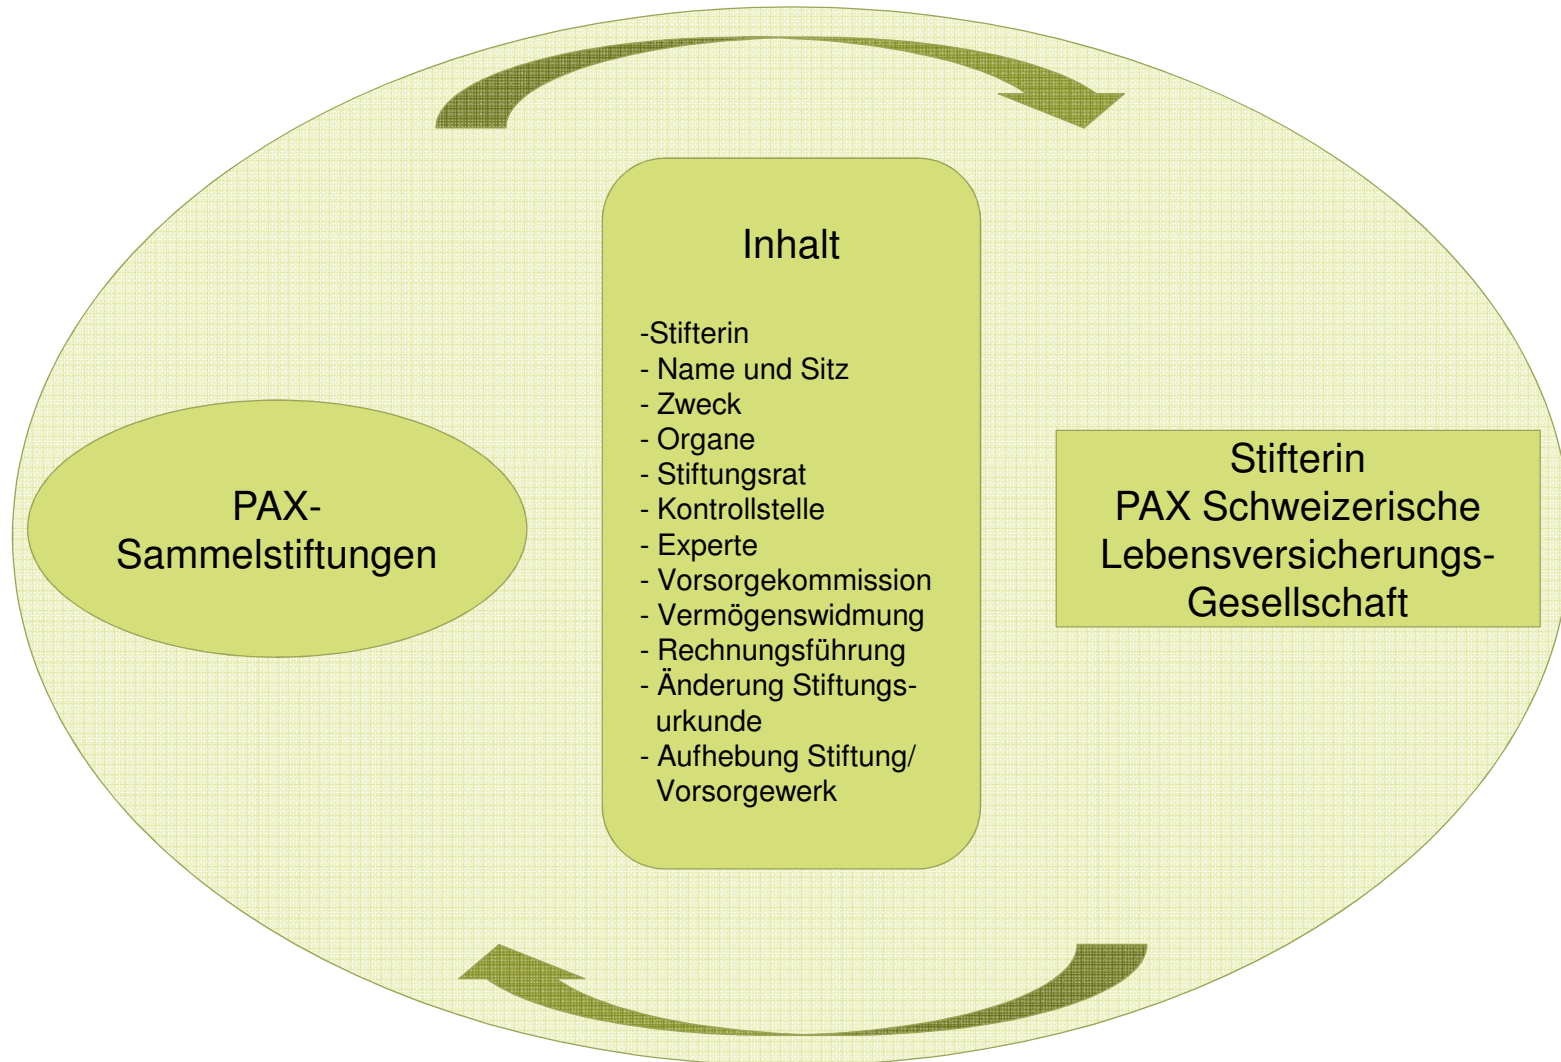 Inhalt
-Stifterin
- Name und Sitz
- Zweck
- Organe
- Stiftungsrat
- Kontrollstelle
- Experte
- Vorsorgekommission
- Vermögenswidmung
- Rechnungsführung
- Änderung Stiftungs-
urkunde
- Aufhebung Stiftung/
Vorsorgewerk
PAX-
Sammelstiftungen
Stifterin
PAX Schweizerische
Lebensversicherungs-
Gesellschaft